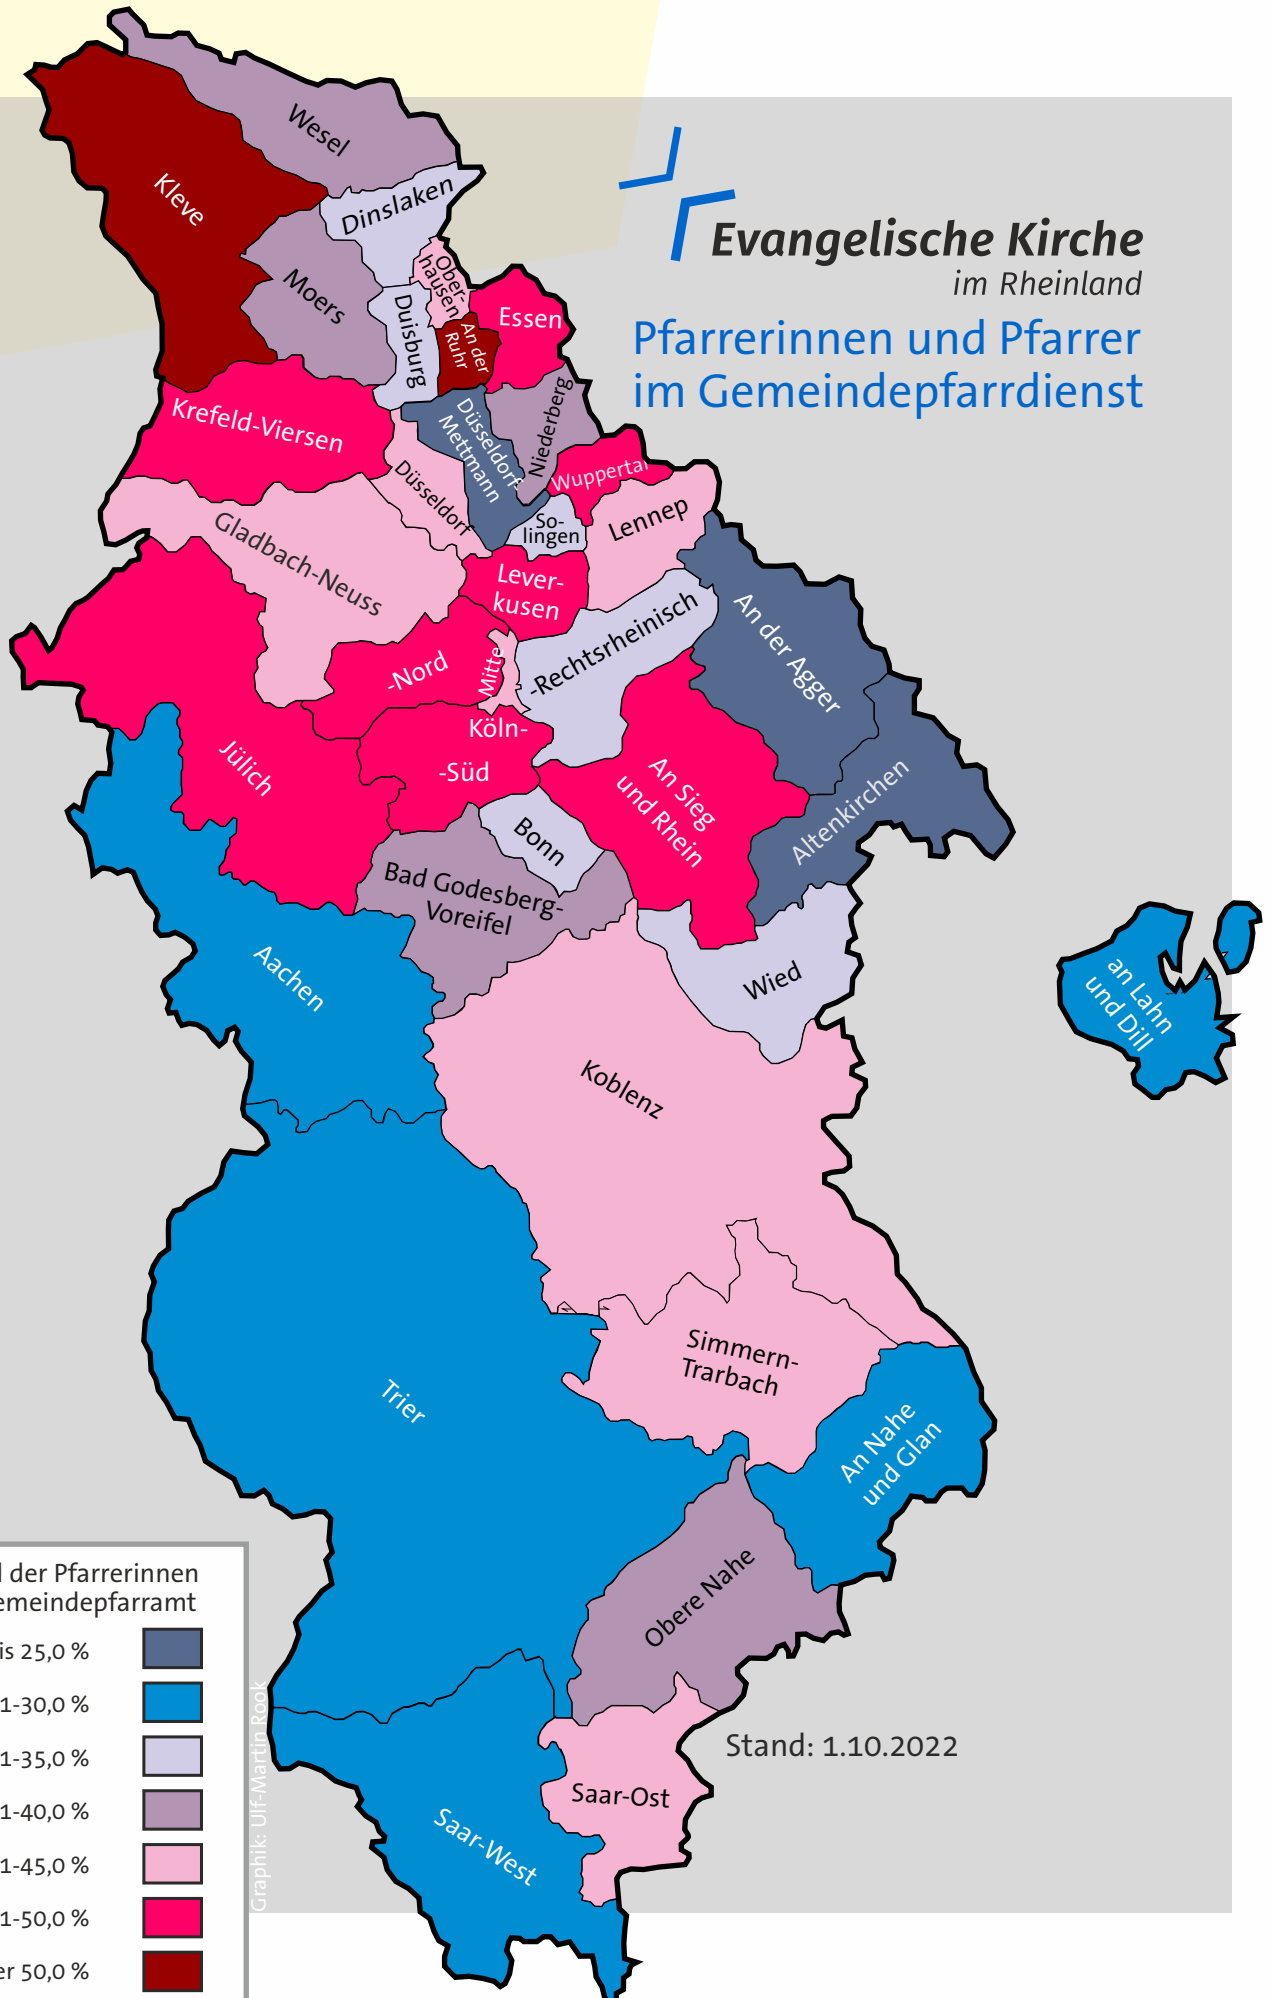 Evangelische Kirche
im Rheinland
Pfarrerinnen und Pfarrer
im Gemeindepfarrdienst
Wesel
Kleve
Dinslaken
Moers
Ober-
hausen
Duisburg
Essen
An der
Ruhr
Krefeld-Viersen
Niederberg
Düsseldorf-
Mettmann
Düsseldorf
Wuppertal
So-
lingen
Lennep
Gladbach-Neuss
Lever-
kusen
-Rechtsrheinisch
An der Agger
-Nord
Mitte
Köln-
-Süd
Jülich
An Sieg
und Rhein
Altenkirchen
Bonn
Bad Godesberg-
Voreifel
Aachen
Wied
an Lahn
und Dill
Koblenz
Simmern-
Trarbach
Trier
An Nahe
und Glan
Obere Nahe
Saar-Ost
Saar-West
Stand: 1.10.2022
der Pfarrerinnen
emeindepfarramt
is 25,0 %
1-30,0 %
1-35,0 %
1-40,0 %
1-45,0 %
1-50,0 %
er 50,0 %
Graphik: Ulf-Martin Rook